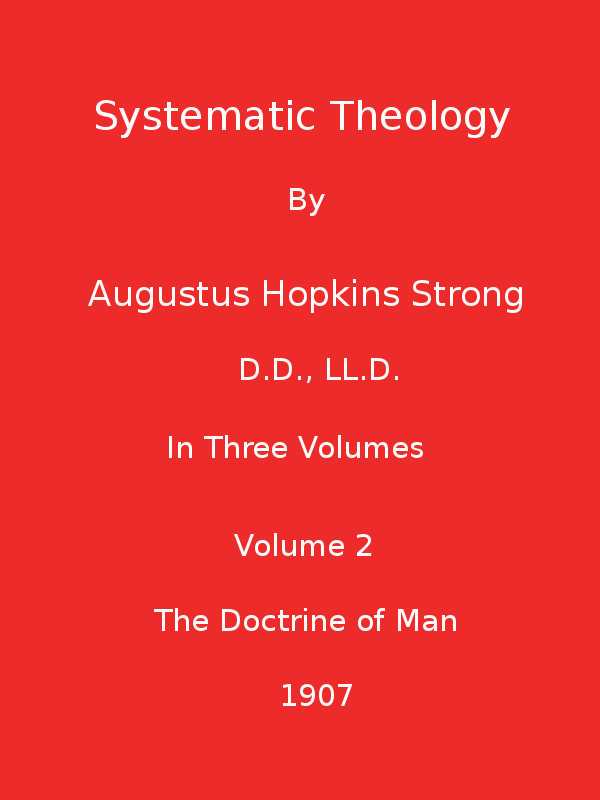 Systematic Theology
By
Augustus Hopkins Strong
D.D., LL.D.
In Three Volumes
Volume 2
The Doctrine of Man
1907